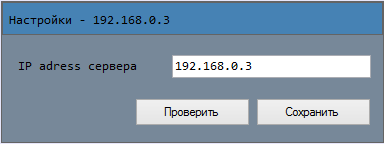 Настройки - 192.168.0.3
IP adress сервера 192.168.0.3
Проверить Сохранить